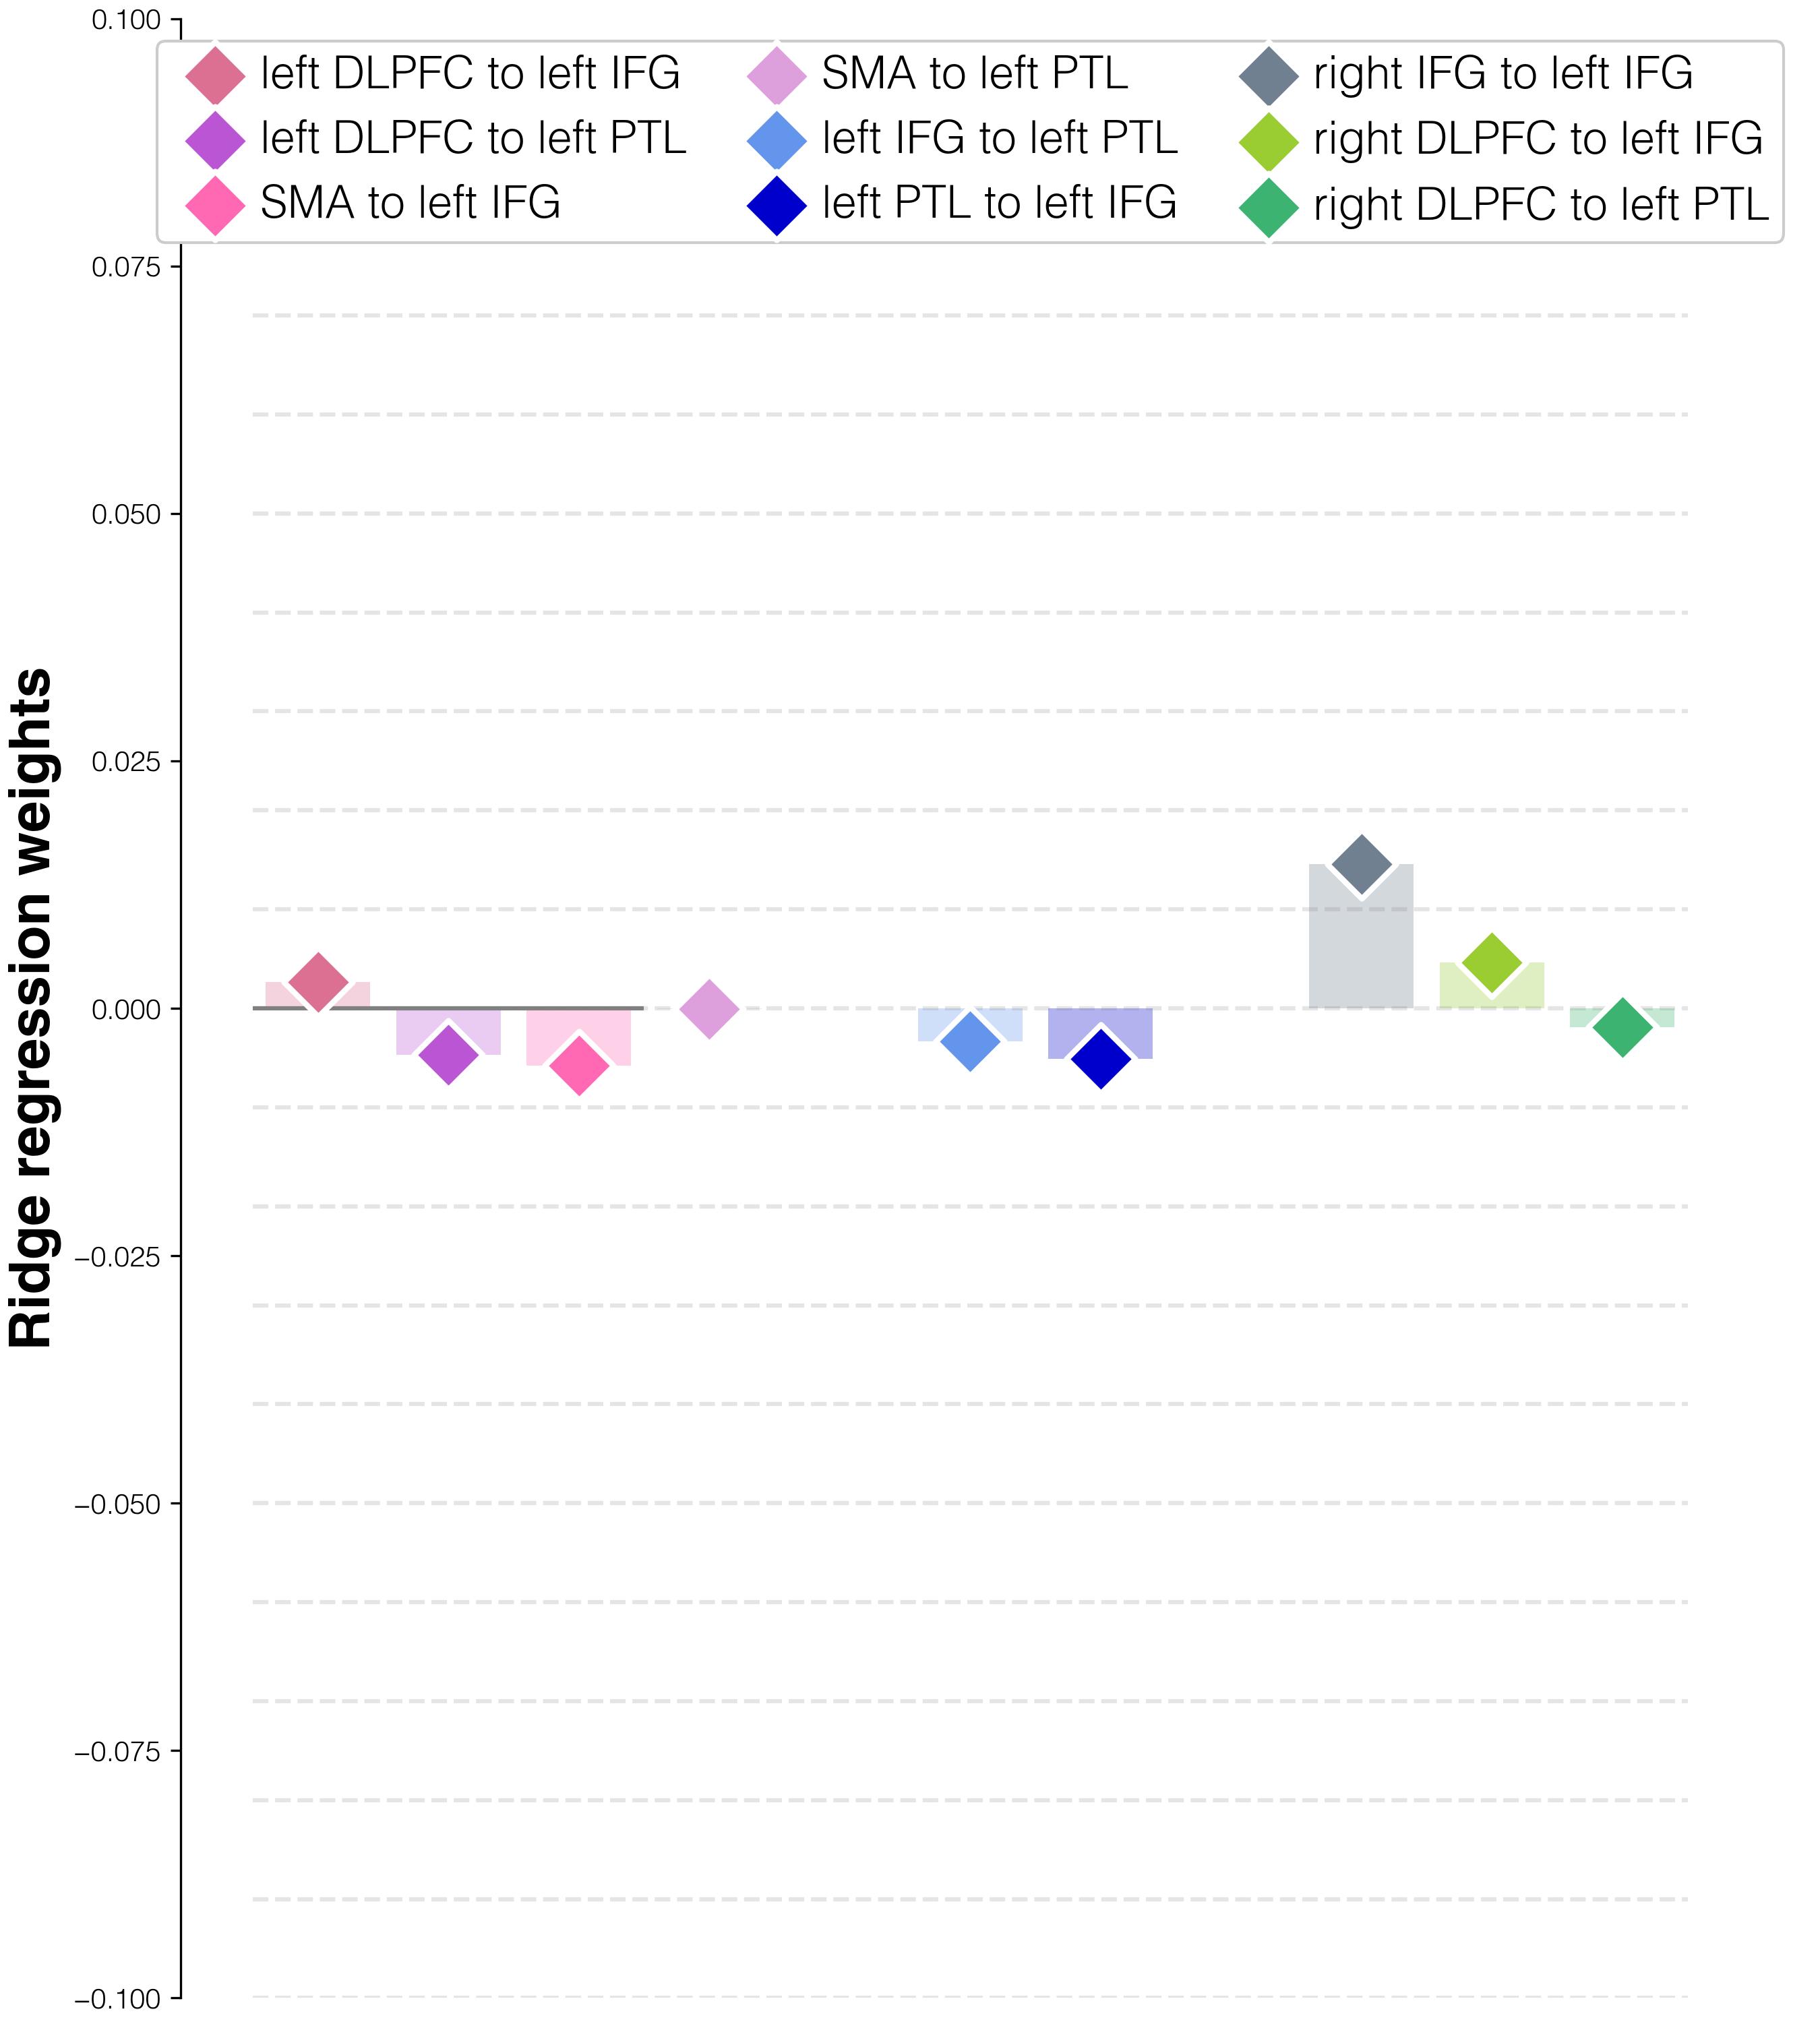 0.100
left DLPFC to left IFG
left DLPFC to left PTL
SMA to left IFG
SMA to left PTL
left IFG to left PTL
left PTL to left IFG
right IFG to left IFG
right DLPFC to left IFG
right DLPFC to left PTL
0.075
0.050
0.025
0.000
−0.025
−0.050
−0.075
−0.100
Ridge regression weights